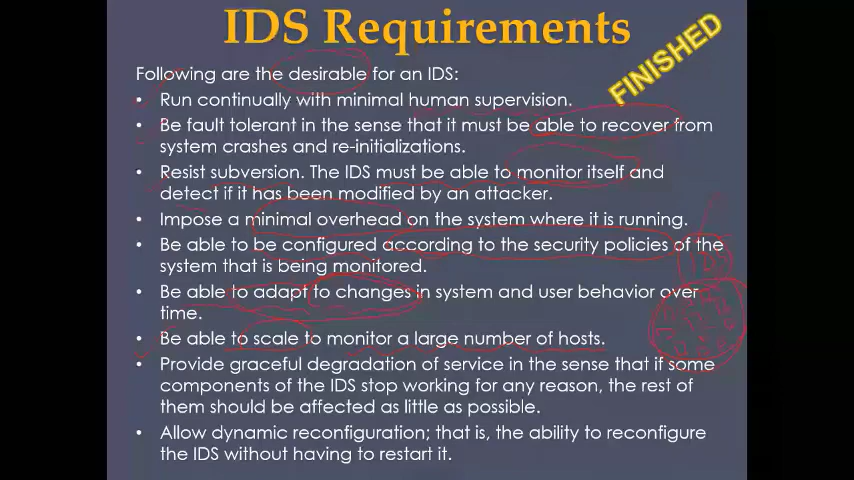 IDS Requirements
FINISHED
Following are the desirable for an IDS:
• Run continually with minimal human supervision.
• Be fault tolerant in the sense that it must be able to recover from
system crashes and re-initializations.
• Resist subversion. The IDS must be able to monitor itself and
detect if it has been modified by an attacker.
• Impose a minimal overhead on the system where it is running.
• Be able to be configured according to the security policies of the
system that is being monitored.
IDS
• Be able to adapt to changes in system and user behavior over
time.
• Be able to scale to monitor a large number of hosts.
• Provide graceful degradation of service in the sense that if some
components of the IDS stop working for any reason, the rest of
them should be affected as little as possible.
• Allow dynamic reconfiguration; that is, the ability to reconfigure
the IDS without having to restart it.